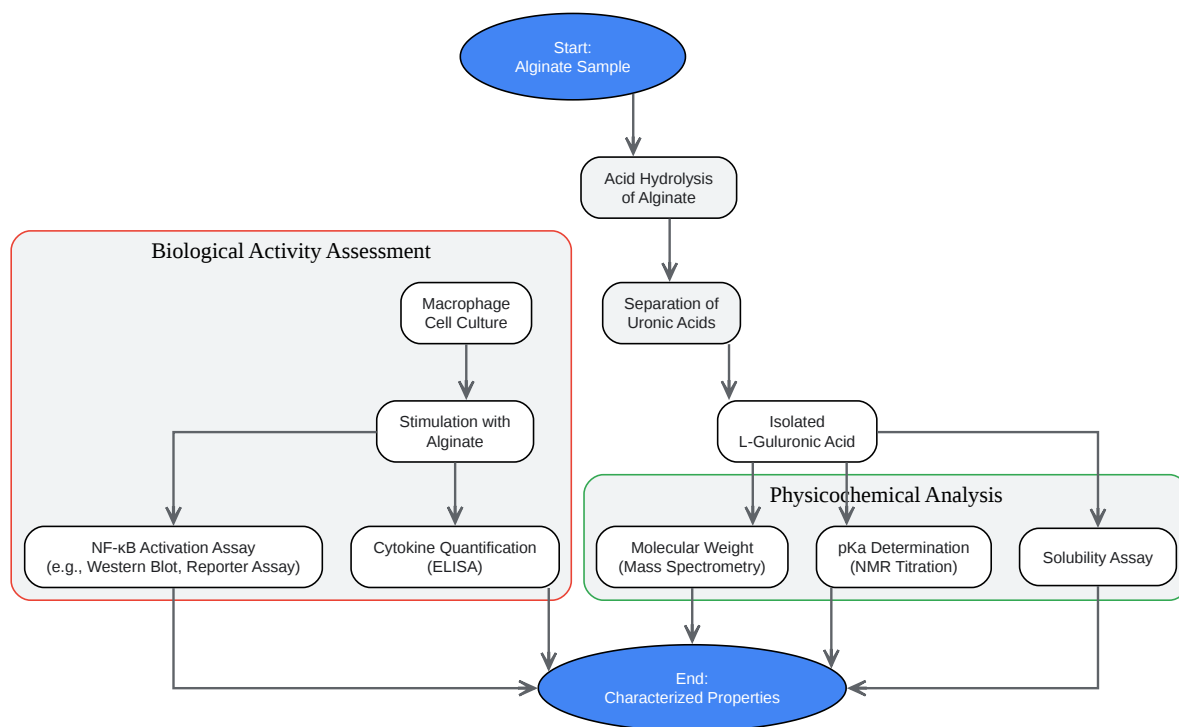 Start:
Alginate Sample
Acid Hydrolysis
of Alginate
Biological Activity Assessment
Macrophage
Cell Culture
Separation of
Uronic Acids
Stimulation with
Alginate
Isolated
L-Guluronic Acid
Physicochemical Analysis
NF-κB Activation Assay
(e.g., Western Blot, Reporter Assay)
Cytokine Quantification
(ELISA)
Molecular Weight
(Mass Spectrometry)
pKa Determination
(NMR Titration)
Solubility Assay
End:
Characterized Properties